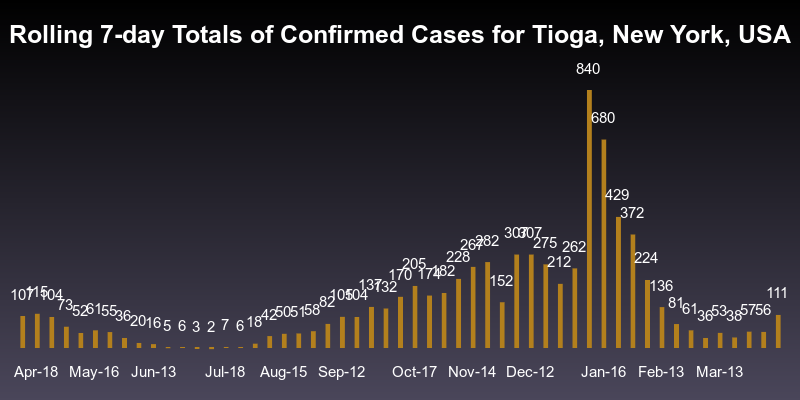 Rolling 7-day Totals of Confirmed Cases for Tioga, New York, USA
107 115 104 73 52 61 55 36 20 16 5 6 3 2 7 6 18 42 50 51 58 82 105 104 137 132 170 205 174 182 228 267 282 152 307 307 275 212 262 840 680 429 372 224 136 81 61 36 53 38 57 56 111
Apr-18 May-16 Jun-13 Jul-18 Aug-15 Sep-12 Oct-17 Nov-14 Dec-12 Jan-16 Feb-13 Mar-13